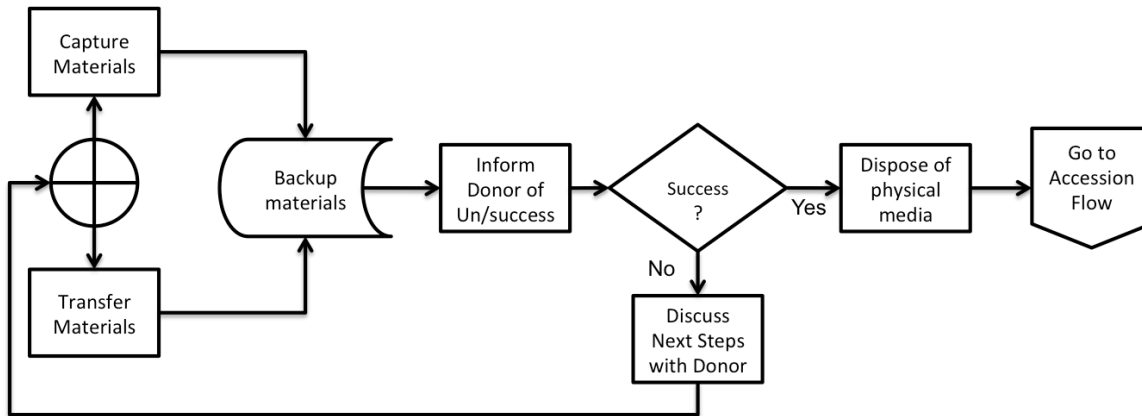 Capture
Materials
Transfer
Materials
Backup
materials
Inform
Donor of
Un/success
Success
?
Yes
No
Discuss
Next Steps
with Donor
Dispose of
physical
media
Go to
Accession
Flow